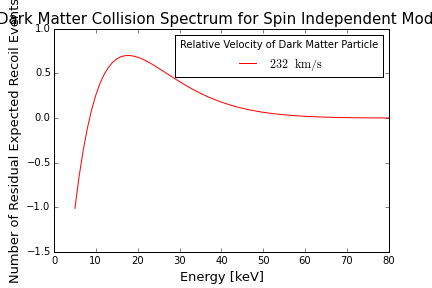 Dark Matter Collision Spectrum for Spin Independent Mod
Number of Residual Expected Recoil Events
1.0
0.5
0.0
−0.5
−1.0
−1.5
Relative Velocity of Dark Matter Particle
232 km/s
0 10 20 30 40 50 60 70 80
Energy [keV]